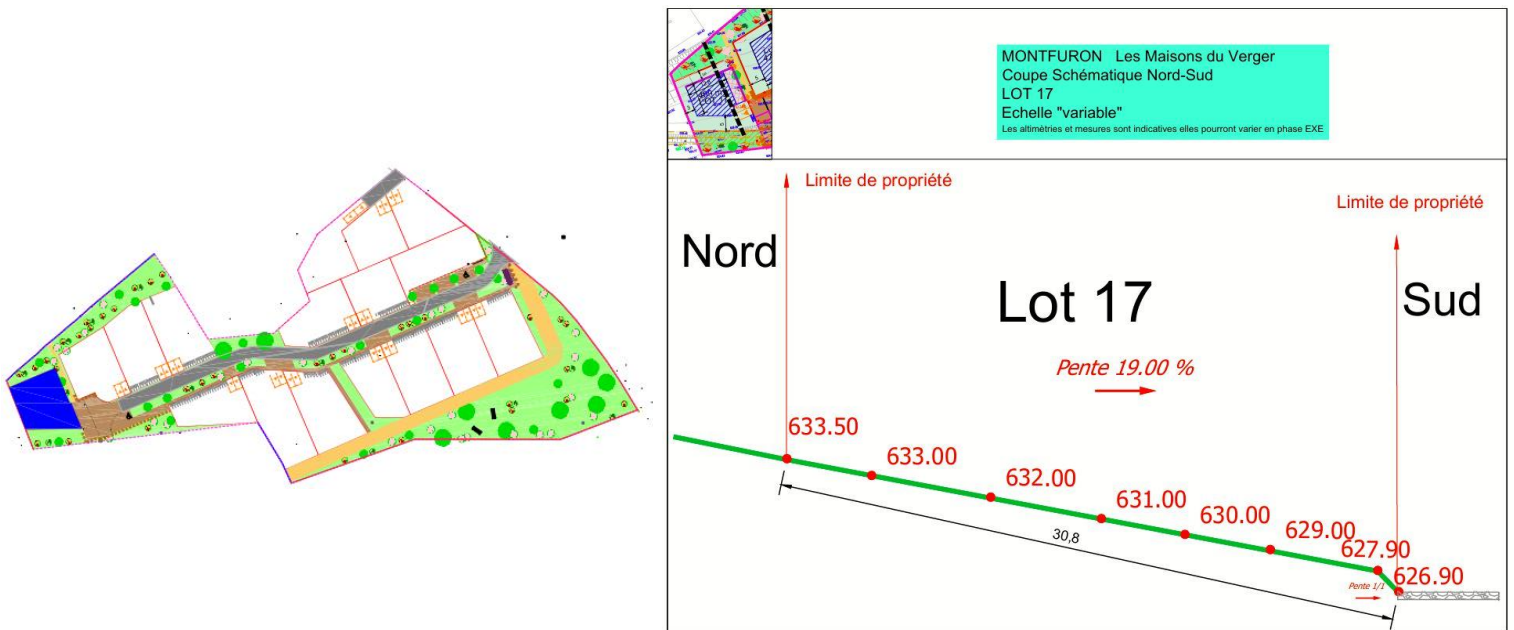 MONTFURON Les Maisons du Verger
Coupe Schématique Nord-Sud
LOT 17
Echelle "variable"
Les altimètries et mesures sont indicatives elles pourront varier en phase EXE
Limite de propriété
Limite de propriété
Nord
Lot 17
Sud
Pente 19.00 %
633.50
633.00
632.00
631.00
630.00
629.00
627.90
626.90
30,8
Pente 1/1